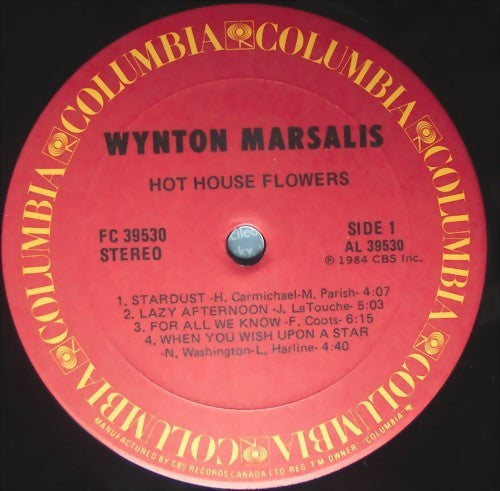 COLUMBIA COLUMBIA COLUMBIA COLUMBIA COLUMBIA COLUMBIA
WYNTON MARSALIS
HOT HOUSE FLOWERS
FC 39530
STEREO
SIDE 1
AL 39530
℗ 1984 CBS Inc.
1. STARDUST -H. Carmichael-M. Parish- 4:07
2. LAZY AFTERNOON -J. LaTouche- 5:03
3. FOR ALL WE KNOW -F. Coots- 6:15
4. WHEN YOU WISH UPON A STAR
-N. Washington-L. Harline- 4:40
MANUFACTURED BY CBS RECORDS CANADA LTD REG. T'M OWNER "COLUMBIA"